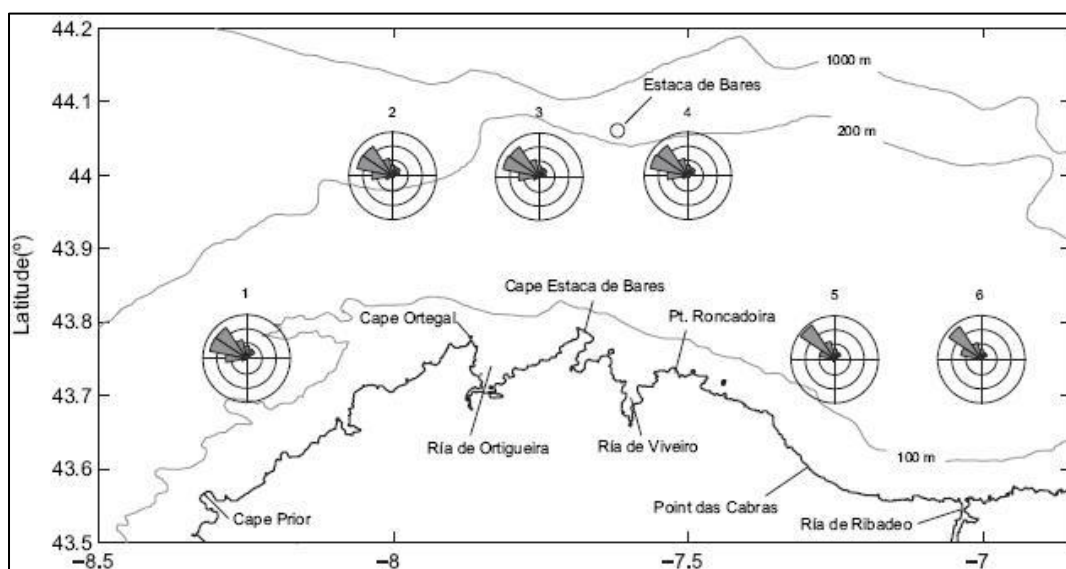 44.2
1000 m
Estaca de Bares
44.1
2
3
4
200 m
44
Latitude(º)
43.9
1
Cape Estaca de Bares
5
6
43.8
Cape Ortegal
Pt. Roncadoira
43.7
Ría de Ortigueira
Ría de Viveiro
100 m
43.6
Cape Prior
Point das Cabras
Ría de Ribadeo
43.5
−8.5
−8
−7.5
−7